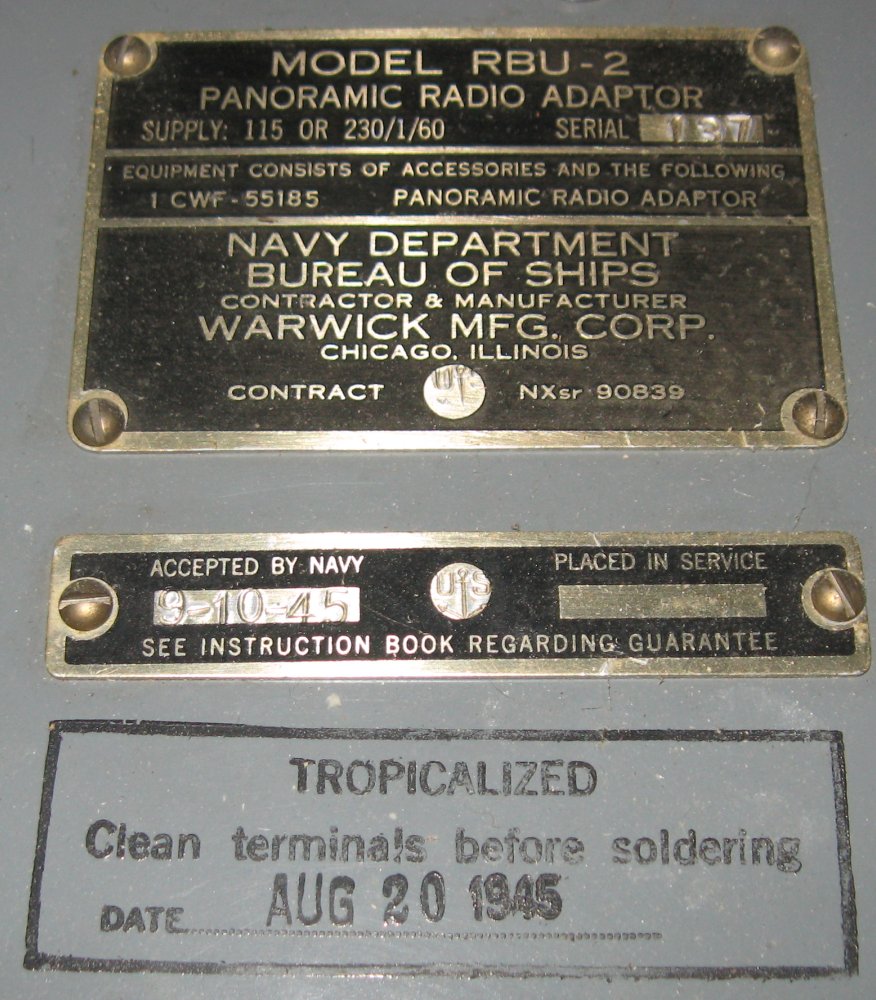 MODEL RBU-2
PANORAMIC RADIO ADAPTOR
SUPPLY: 115 OR 230/1/60 SERIAL 137
EQUIPMENT CONSISTS OF ACCESSORIES AND THE FOLLOWING
1 CWF-55185 PANORAMIC RADIO ADAPTOR
NAVY DEPARTMENT
BUREAU OF SHIPS
CONTRACTOR & MANUFACTURER
WARWICK MFG. CORP.
CHICAGO, ILLINOIS
CONTRACT US NXsr 90839
ACCEPTED BY NAVY US PLACED IN SERVICE
9-10-45
SEE INSTRUCTION BOOK REGARDING GUARANTEE
TROPICALIZED
Clean terminals before soldering
DATE AUG 20 1945